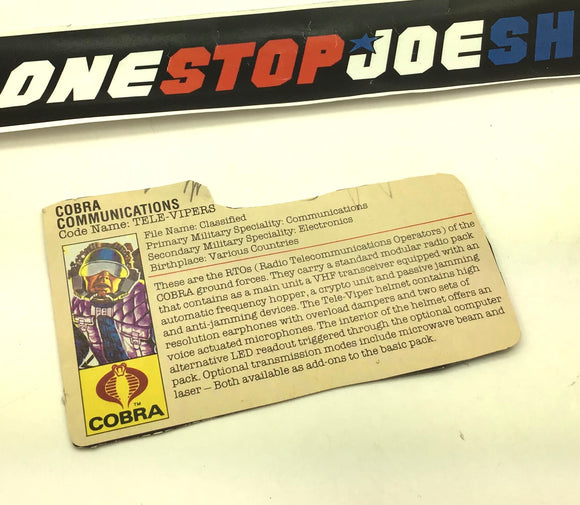 ONESTOPJOESH
COBRA
COMMUNICATIONS
Code Name: TELE-VIPERS
File Name: Classified
Primary Military Speciality: Communications
Secondary Military Speciality: Electronics
Birthplace: Various Countries
These are the RTOs (Radio Telecommunications Operators) of the
COBRA ground forces. They carry a standard modular radio pack
that contains as a main unit a VHF transceiver equipped with an
automatic frequency hopper, a crypto unit and passive jamming
and anti-jamming devices. The Tele-Viper helmet contains high
resolution earphones with overload dampers and two sets of
voice actuated microphones. The interior of the helmet offers an
alternative LED readout triggered through the optional computer
pack. Optional transmission modes include microwave beam and
laser – Both available as add-ons to the basic pack.
TM
COBRA